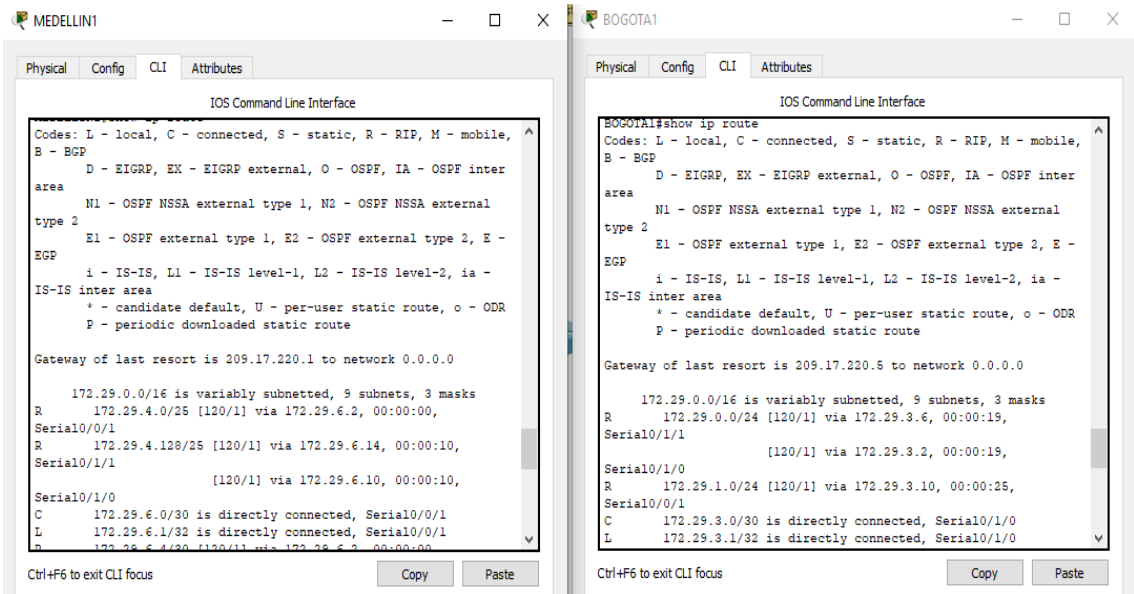 MEDELLIN1
Physical Config CLI Attributes
IOS Command Line Interface
Codes: L - local, C - connected, S - static, R - RIP, M - mobile,
B - BGP
D - EIGRP, EX - EIGRP external, O - OSPF, IA - OSPF inter
area
N1 - OSPF NSSA external type 1, N2 - OSPF NSSA external
type 2
E1 - OSPF external type 1, E2 - OSPF external type 2, E -
EGP
i - IS-IS, L1 - IS-IS level-1, L2 - IS-IS level-2, ia -
IS-IS inter area
* - candidate default, U - per-user static route, o - ODR
P - periodic downloaded static route
Gateway of last resort is 209.17.220.1 to network 0.0.0.0
172.29.0.0/16 is variably subnetted, 9 subnets, 3 masks
R 172.29.4.0/25 [120/1] via 172.29.6.2, 00:00:00,
Serial0/0/1
R 172.29.4.128/25 [120/1] via 172.29.6.14, 00:00:10,
Serial0/1/1
[120/1] via 172.29.6.10, 00:00:10,
Serial0/1/0
C 172.29.6.0/30 is directly connected, Serial0/0/1
L 172.29.6.1/32 is directly connected, Serial0/0/1
R 172.29.6.4/30 [120/1] via 172.29.6.2, 00:00:00
Ctrl+F6 to exit CLI focus
Copy Paste
BOGOTA1
Physical Config CLI Attributes
IOS Command Line Interface
BOGOTA1#show ip route
Codes: L - local, C - connected, S - static, R - RIP, M - mobile,
B - BGP
D - EIGRP, EX - EIGRP external, O - OSPF, IA - OSPF inter
area
N1 - OSPF NSSA external type 1, N2 - OSPF NSSA external
type 2
E1 - OSPF external type 1, E2 - OSPF external type 2, E -
EGP
i - IS-IS, L1 - IS-IS level-1, L2 - IS-IS level-2, ia -
IS-IS inter area
* - candidate default, U - per-user static route, o - ODR
P - periodic downloaded static route
Gateway of last resort is 209.17.220.5 to network 0.0.0.0
172.29.0.0/16 is variably subnetted, 9 subnets, 3 masks
R 172.29.0.0/24 [120/1] via 172.29.3.6, 00:00:19,
Serial0/1/1
[120/1] via 172.29.3.2, 00:00:19,
Serial0/1/0
R 172.29.1.0/24 [120/1] via 172.29.3.10, 00:00:25,
Serial0/0/1
C 172.29.3.0/30 is directly connected, Serial0/1/0
L 172.29.3.1/32 is directly connected, Serial0/1/0
Ctrl+F6 to exit CLI focus
Copy Paste